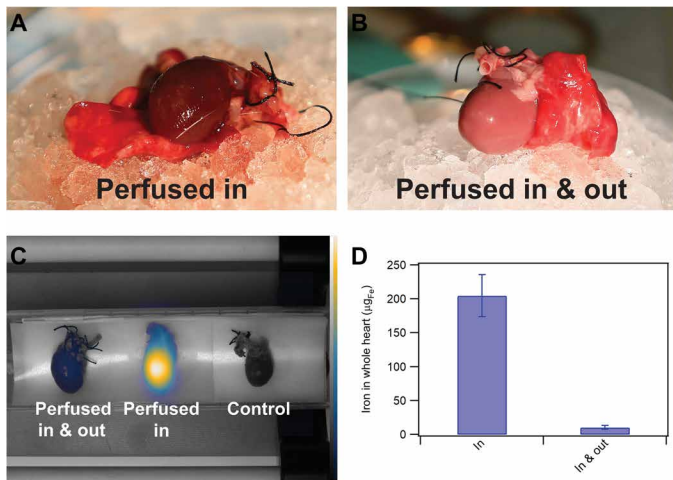 A
Perfused in
B
Perfused in & out
C
Perfused
in & out
Perfused
in
Control
D
Iron in whole heart (μgFe)
250
200
150
100
50
0
In
In & out